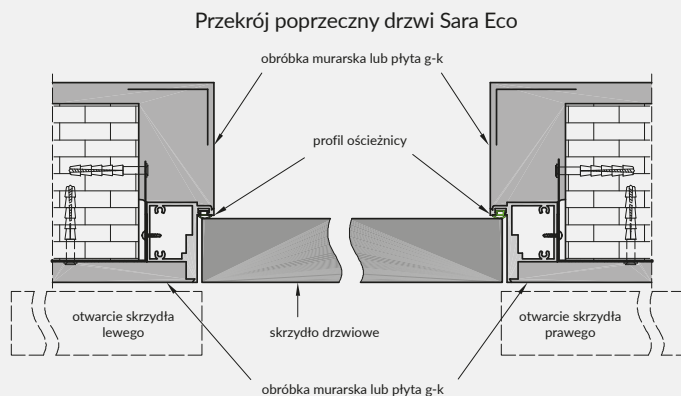 Przekrój poprzeczny drzwi Sara Eco
obróbka murarska lub płyta g-k
profil ościeżnicy
otwarcie skrzydła
lewego
skrzydło drzwiowe
otwarcie skrzydła
prawego
obróbka murarska lub płyta g-k